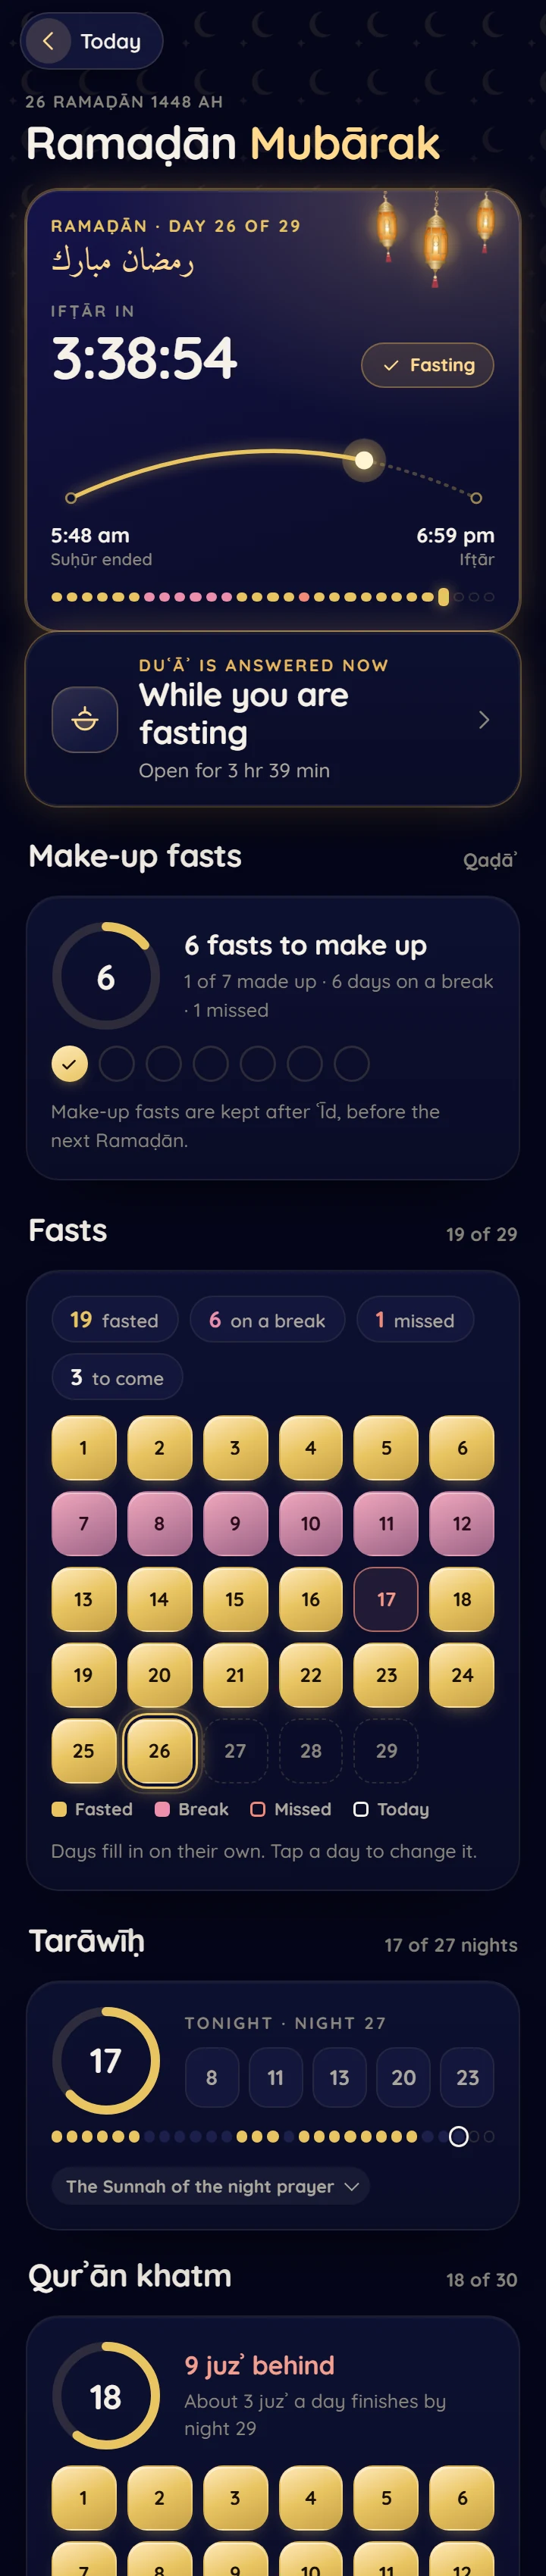 Today
26 RAMAḌĀN 1448 AH
Ramaḍān Mubārak
RAMAḌĀN · DAY 26 OF 29
رمضان مبارك
IFṬĀR IN
3:38:54
Fasting
5:48 am
6:59 pm
Suḥūr ended
Ifṭār
DUʿĀʾ IS ANSWERED NOW
While you are
fasting
Open for 3 hr 39 min
Make-up fasts
Qaḍāʾ
6
6 fasts to make up
1 of 7 made up · 6 days on a break
· 1 missed
Make-up fasts are kept after ʿĪd, before the
next Ramaḍān.
Fasts
19 of 29
19 fasted
6 on a break
1 missed
3 to come
1 2 3 4 5 6
7 8 9 10 11 12
13 14 15 16 17 18
19 20 21 22 23 24
25 26 27 28 29
Fasted Break Missed Today
Days fill in on their own. Tap a day to change it.
Tarāwīḥ
17 of 27 nights
17
TONIGHT · NIGHT 27
8 11 13 20 23
The Sunnah of the night prayer
Qurʾān khatm
18 of 30
18
9 juzʾ behind
About 3 juzʾ a day finishes by
night 29
1 2 3 4 5 6
7 8 9 10 11 12